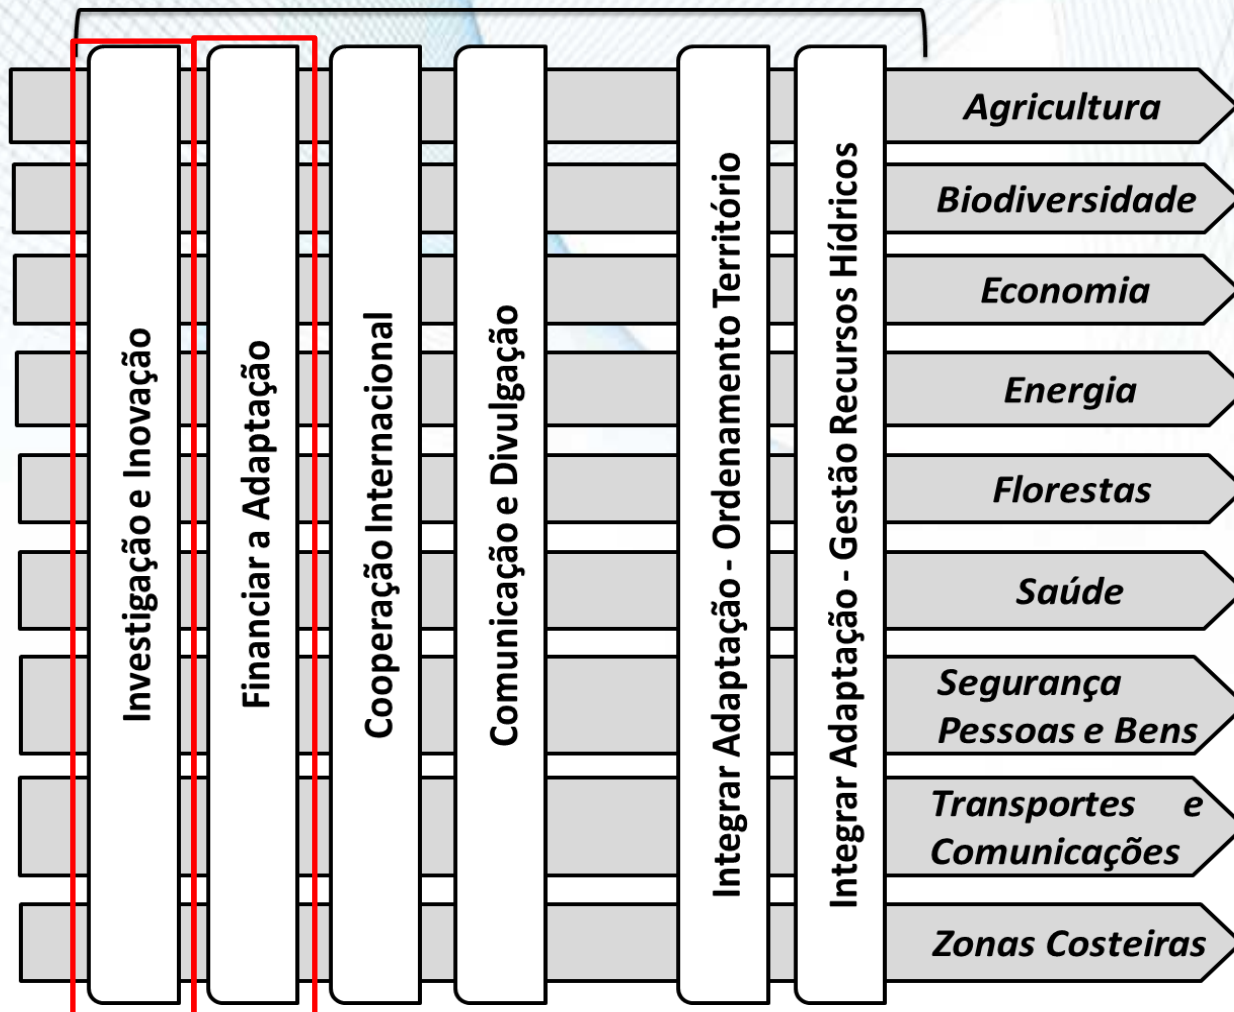 Investigação e Inovação
Financiar a Adaptação
Cooperação Internacional
Comunicação e Divulgação
Integrar Adaptação - Ordenamento Território
Integrar Adaptação - Gestão Recursos Hídricos
Agricultura
Biodiversidade
Economia
Energia
Florestas
Saúde
Segurança
Pessoas e Bens
Transportes e
Comunicações
Zonas Costeiras